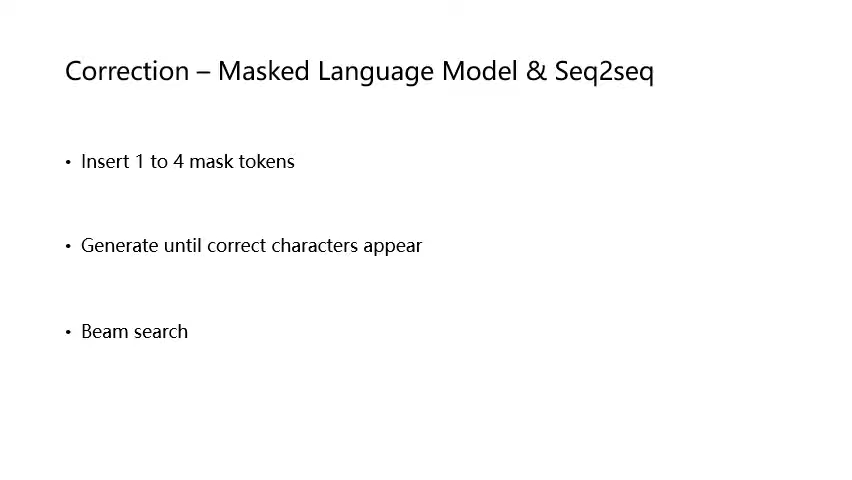 Correction – Masked Language Model & Seq2seq
• Insert 1 to 4 mask tokens
• Generate until correct characters appear
• Beam search